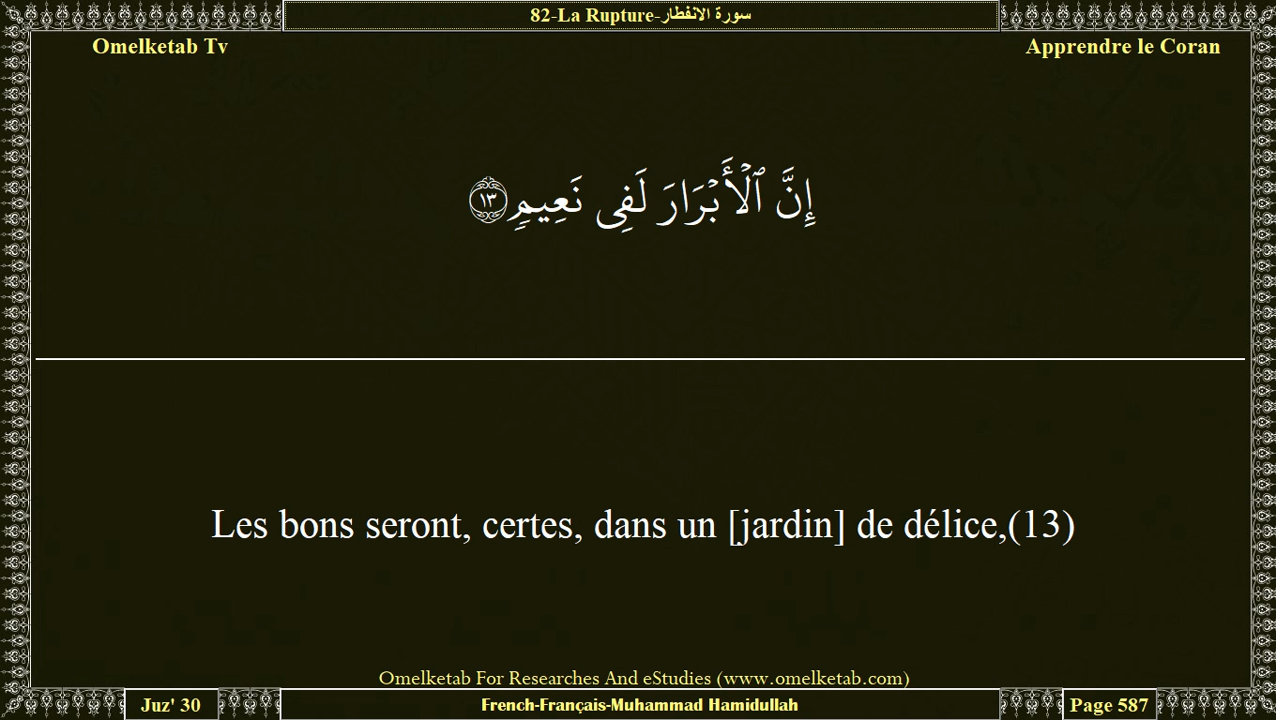 82-La Rupture-سورة الانفطار
Omelketab Tv
Apprendre le Coran
إِنَّ ٱلْأَبْرَارَ لَفِى نَعِيمٍۢ ١٣
Les bons seront, certes, dans un [jardin] de délice,(13)
Omelketab For Researches And eStudies (www.omelketab.com)
Juz' 30
French-Français-Muhammad Hamidullah
Page 587